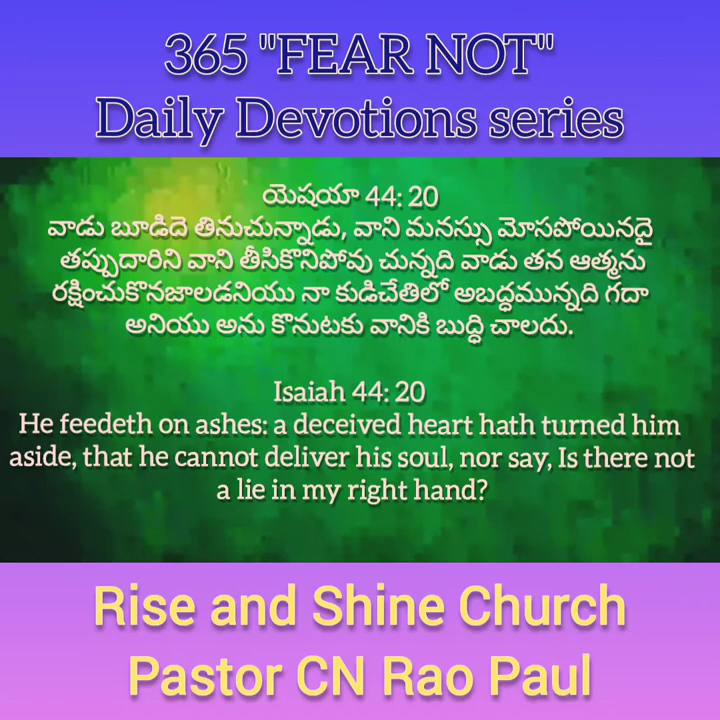 365 "FEAR NOT"
Daily Devotions series
యెషయా 44: 20
వాడు బూడిదె తినుచున్నాడు, వాని మనస్సు మోసపోయినదై
తప్పుదారిని వాని తీసికొనిపోవు చున్నది వాడు తన ఆత్మను
రక్షించుకొనజాలడనియు నా కుడిచేతిలో అబద్ధమున్నది గదా
అనియు అను కొనుటకు వానికి బుద్ధి చాలదు.
Isaiah 44: 20
He feedeth on ashes: a deceived heart hath turned him
aside, that he cannot deliver his soul, nor say, Is there not
a lie in my right hand?
Rise and Shine Church
Pastor CN Rao Paul